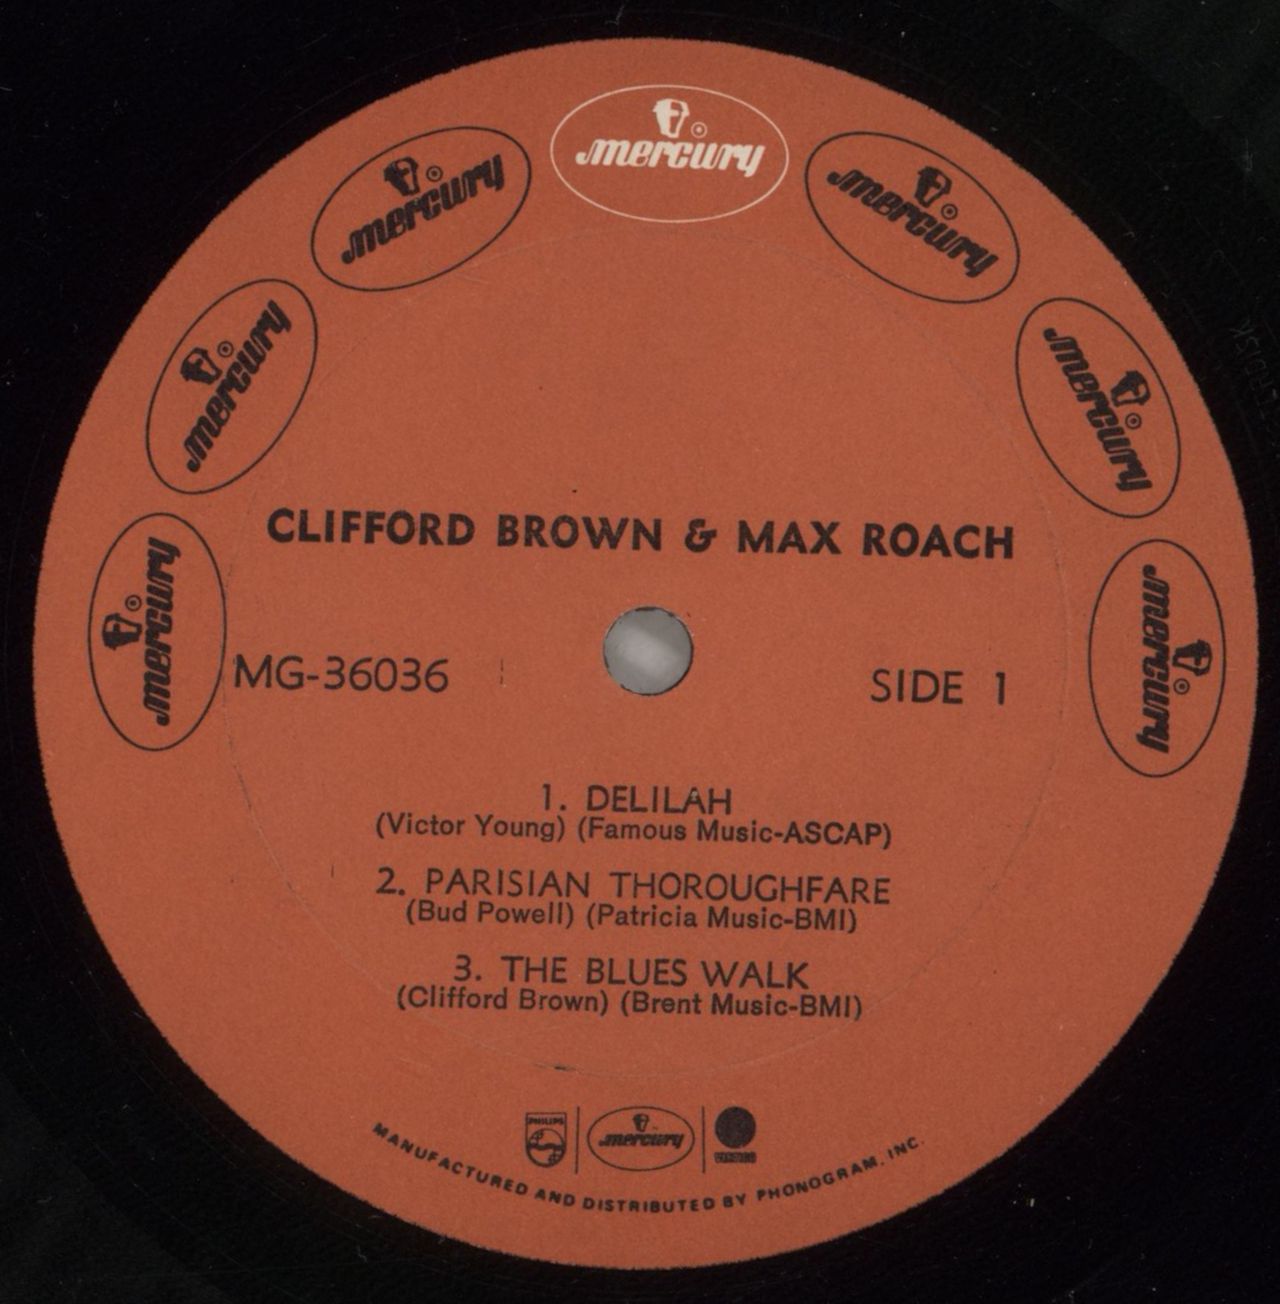 mercury
mercury
mercury
mercury
mercury
mercury
mercury
CLIFFORD BROWN & MAX ROACH
MG-36036
SIDE 1
1. DELILAH
(Victor Young) (Famous Music-ASCAP)
2. PARISIAN THOROUGHFARE
(Bud Powell) (Patricia Music-BMI)
3. THE BLUES WALK
(Clifford Brown) (Brent Music-BMI)
PHILIPS
mercury
VERTIGO
MANUFACTURED AND DISTRIBUTED BY PHONOGRAM, INC.